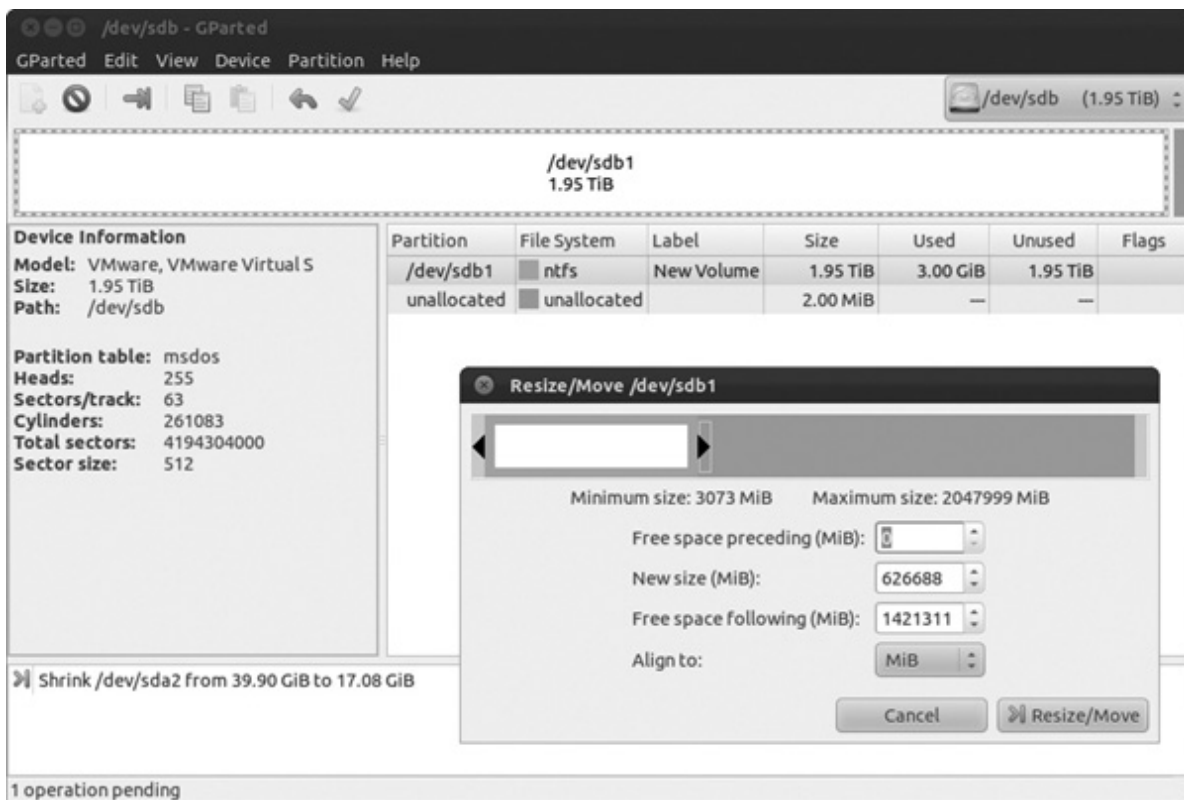 /dev/sdb - GParted
GParted Edit View Device Partition Help
/dev/sdb (1.95 TiB)
/dev/sdb1
1.95 TiB
Device Information
Model: VMware, VMware Virtual S
Size: 1.95 TiB
Path: /dev/sdb
Partition table: msdos
Heads: 255
Sectors/track: 63
Cylinders: 261083
Total sectors: 4194304000
Sector size: 512
Partition File System Label Size Used Unused Flags
/dev/sdb1 ntfs New Volume 1.95 TiB 3.00 GiB 1.95 TiB
unallocated unallocated 2.00 MiB — —
Resize/Move /dev/sdb1
Minimum size: 3073 MiB Maximum size: 2047999 MiB
Free space preceding (MiB): 0
New size (MiB): 626688
Free space following (MiB): 1421311
Align to: MiB
Cancel Resize/Move
Shrink /dev/sda2 from 39.90 GiB to 17.08 GiB
1 operation pending